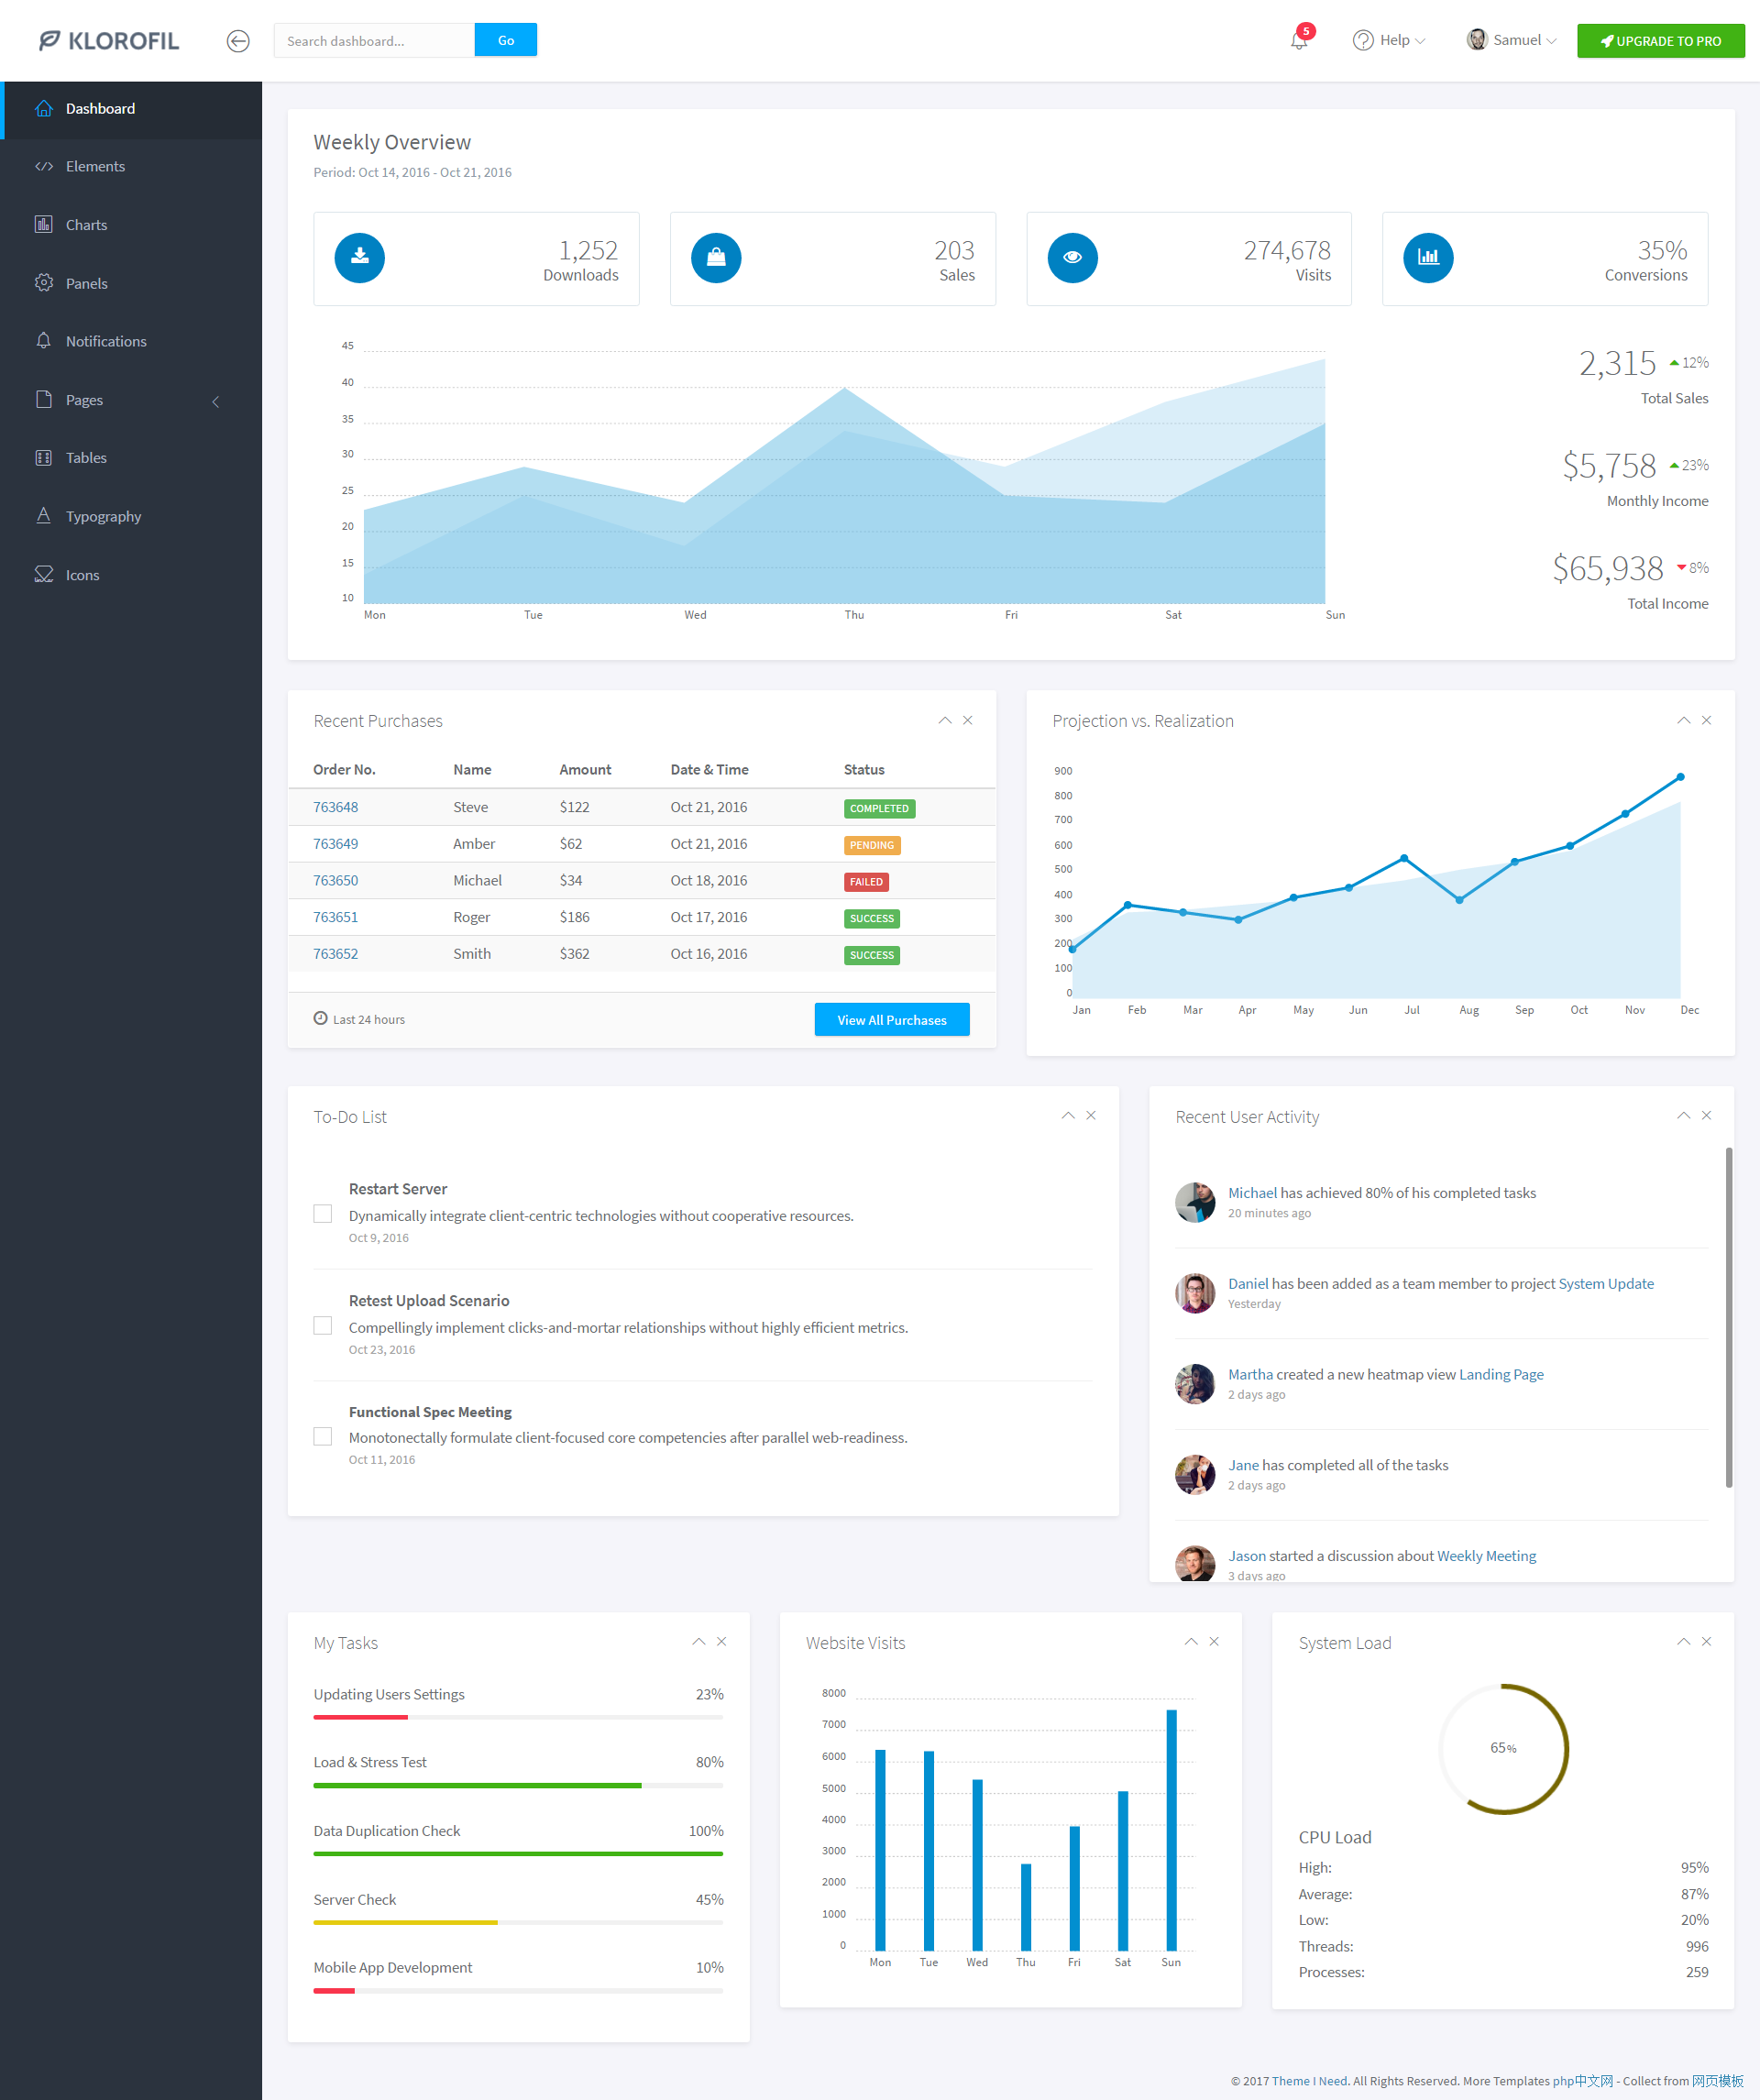 KLOROFIL
Search dashboard...
Go
5
Help
Samuel
UPGRADE TO PRO
Dashboard
Elements
Charts
Panels
Notifications
Pages
Tables
Typography
Icons
Weekly Overview
Period: Oct 14, 2016 - Oct 21, 2016
1,252
Downloads
203
Sales
274,678
Visits
35%
Conversions
45
40
35
30
25
20
15
10
Mon Tue Wed Thu Fri Sat Sun
2,315 12%
Total Sales
$5,758 23%
Monthly Income
$65,938 8%
Total Income
Recent Purchases
Order No. Name Amount Date & Time Status
763648 Steve $122 Oct 21, 2016 COMPLETED
763649 Amber $62 Oct 21, 2016 PENDING
763650 Michael $34 Oct 18, 2016 FAILED
763651 Roger $186 Oct 17, 2016 SUCCESS
763652 Smith $362 Oct 16, 2016 SUCCESS
Last 24 hours
View All Purchases
Projection vs. Realization
900
800
700
600
500
400
300
200
100
0
Jan Feb Mar Apr May Jun Jul Aug Sep Oct Nov Dec
To-Do List
Restart Server
Dynamically integrate client-centric technologies without cooperative resources.
Oct 9, 2016
Retest Upload Scenario
Compellingly implement clicks-and-mortar relationships without highly efficient metrics.
Oct 23, 2016
Functional Spec Meeting
Monotonectally formulate client-focused core competencies after parallel web-readiness.
Oct 11, 2016
Recent User Activity
Michael has achieved 80% of his completed tasks
20 minutes ago
Daniel has been added as a team member to project System Update
Yesterday
Martha created a new heatmap view Landing Page
2 days ago
Jane has completed all of the tasks
2 days ago
Jason started a discussion about Weekly Meeting
3 days ago
My Tasks
Updating Users Settings 23%
Load & Stress Test 80%
Data Duplication Check 100%
Server Check 45%
Mobile App Development 10%
Website Visits
8000
7000
6000
5000
4000
3000
2000
1000
0
Mon Tue Wed Thu Fri Sat Sun
System Load
65%
CPU Load
High: 95%
Average: 87%
Low: 20%
Threads: 996
Processes: 259
© 2017 Theme I Need. All Rights Reserved. More Templates php中文网 - Collect from 网页模板